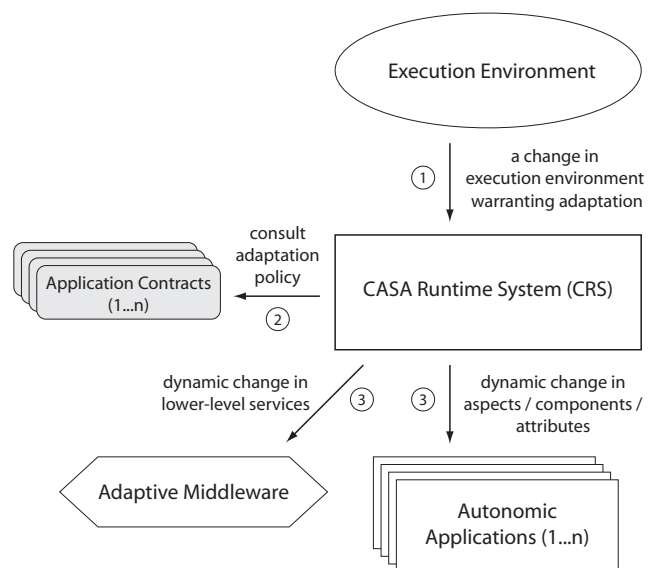 Execution Environment
1
a change in
execution environment
warranting adaptation
consult
adaptation
policy
Application Contracts
(1...n)
2
CASA Runtime System (CRS)
dynamic change in
lower-level services
3
3
dynamic change in
aspects / components /
attributes
Adaptive Middleware
Autonomic
Applications (1...n)